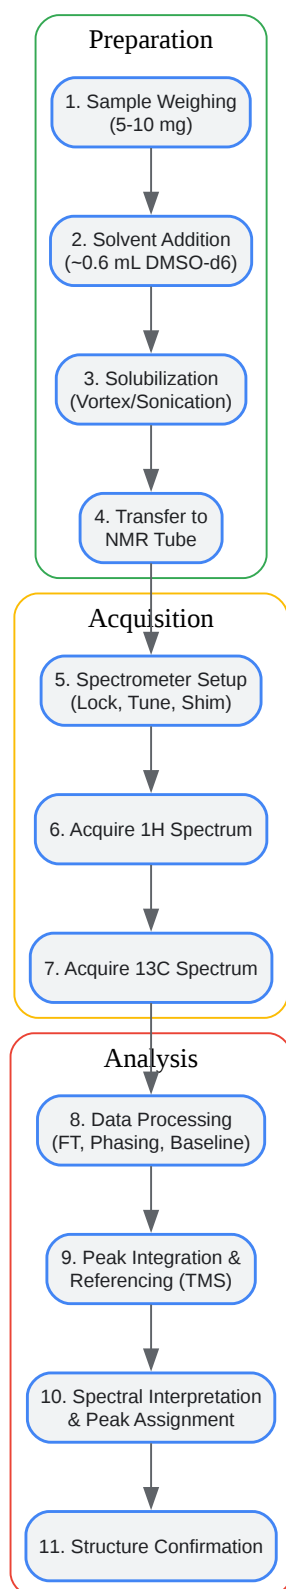 Preparation
1. Sample Weighing
(5-10 mg)
2. Solvent Addition
(~0.6 mL DMSO-d6)
3. Solubilization
(Vortex/Sonication)
4. Transfer to
NMR Tube
Acquisition
5. Spectrometer Setup
(Lock, Tune, Shim)
6. Acquire 1H Spectrum
7. Acquire 13C Spectrum
Analysis
8. Data Processing
(FT, Phasing, Baseline)
9. Peak Integration &
Referencing (TMS)
10. Spectral Interpretation
& Peak Assignment
11. Structure Confirmation